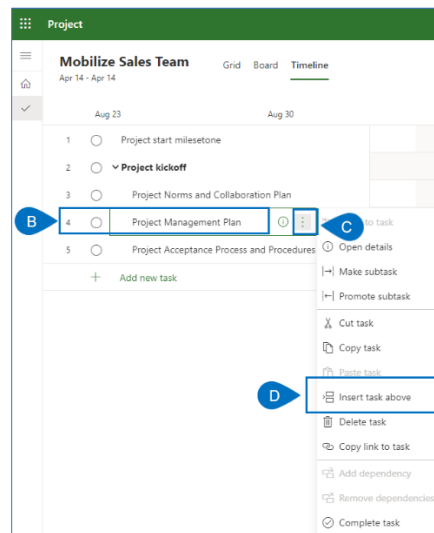 Project
Mobilize Sales Team
Grid Board Timeline
Apr 14 - Apr 14
Aug 23 Aug 30
1 Project start milesetone
2 Project kickoff
3 Project Norms and Collaboration Plan
B 4 Project Management Plan C to task
Open details
5 Project Acceptance Process and Procedures
Make subtask
Add new task
Promote subtask
Cut task
Copy task
Paste task
D Insert task above
Delete task
Copy link to task
Add dependency
Remove dependencies
Complete task